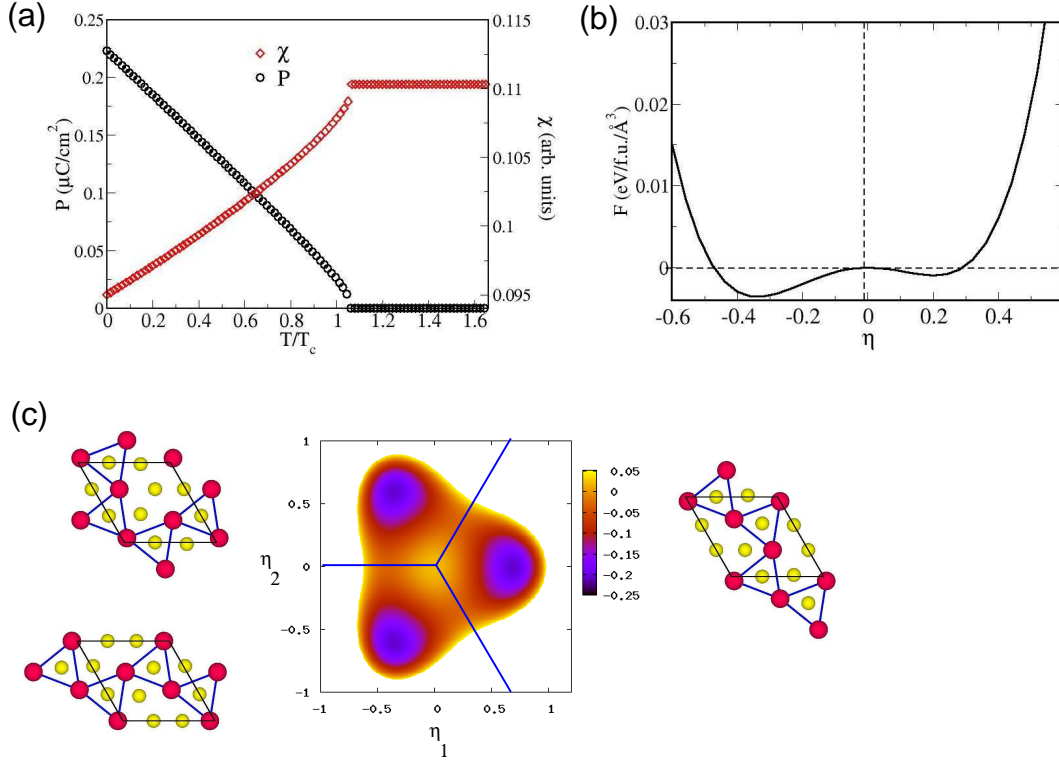 (a)
0.25
0.2
0.15
0.1
0.05
0
P (μC/cm²)
χ
P
0.115
0.11
0.105
0.1
0.095
χ (arb. units)
0 0.2 0.4 0.6 0.8 1 1.2 1.4 1.6
T/T_c
(b)
0.03
0.02
0.01
0
F (eV/f.u./Å³)
-0.6 -0.4 -0.2 0 0.2 0.4
η
(c)
1
0.5
0
-0.5
-1
η_2
-1 -0.5 0 0.5 1
η_1
0.05
0
-0.05
-0.1
-0.15
-0.2
-0.25